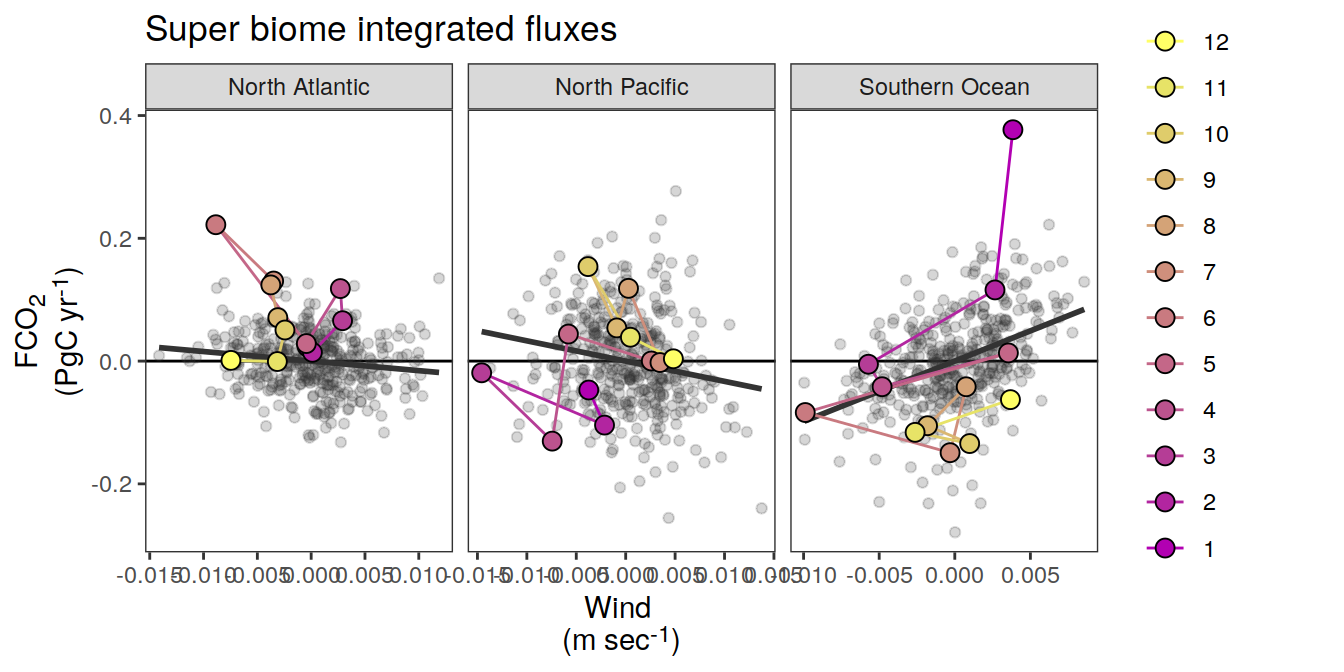 Super biome integrated fluxes
North Atlantic North Pacific Southern Ocean
0.4
0.2
0.0
-0.2
FCO2
(PgC yr-1)
-0.015 -0.010 -0.005 0.000 0.005 0.010 -0.015 -0.010 -0.005 0.000 0.005 0.010 0.015 -0.010 -0.005 0.000 0.005
Wind
(m sec-1)
12
11
10
9
8
7
6
5
4
3
2
1